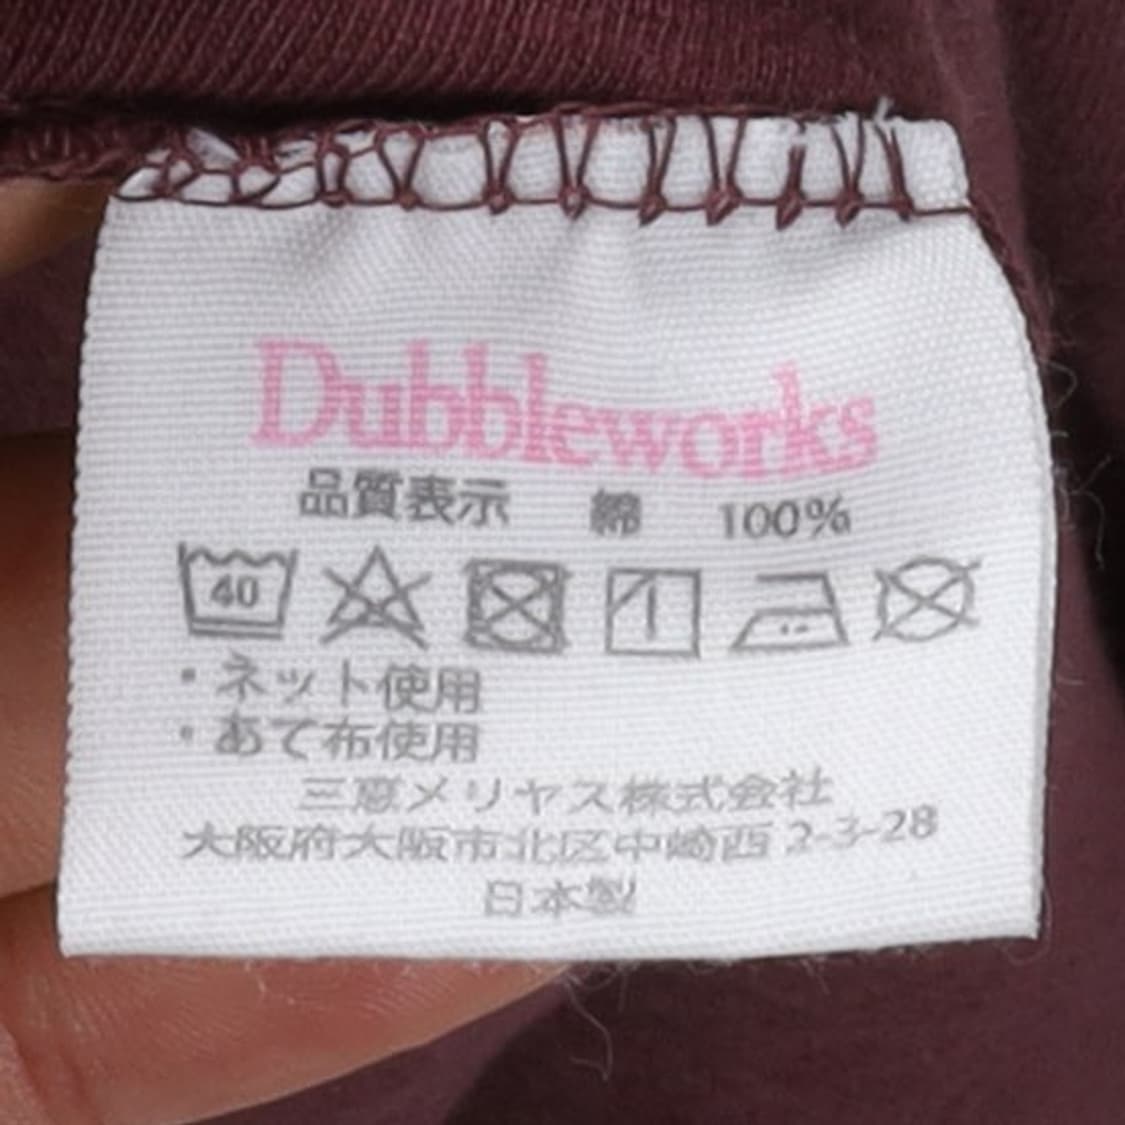 Dubbleworks
品質表示 綿 100%
40
・ネット使用
・あて布使用
三恵メリヤス株式会社
大阪府大阪市北区中崎西2-3-28
日本製